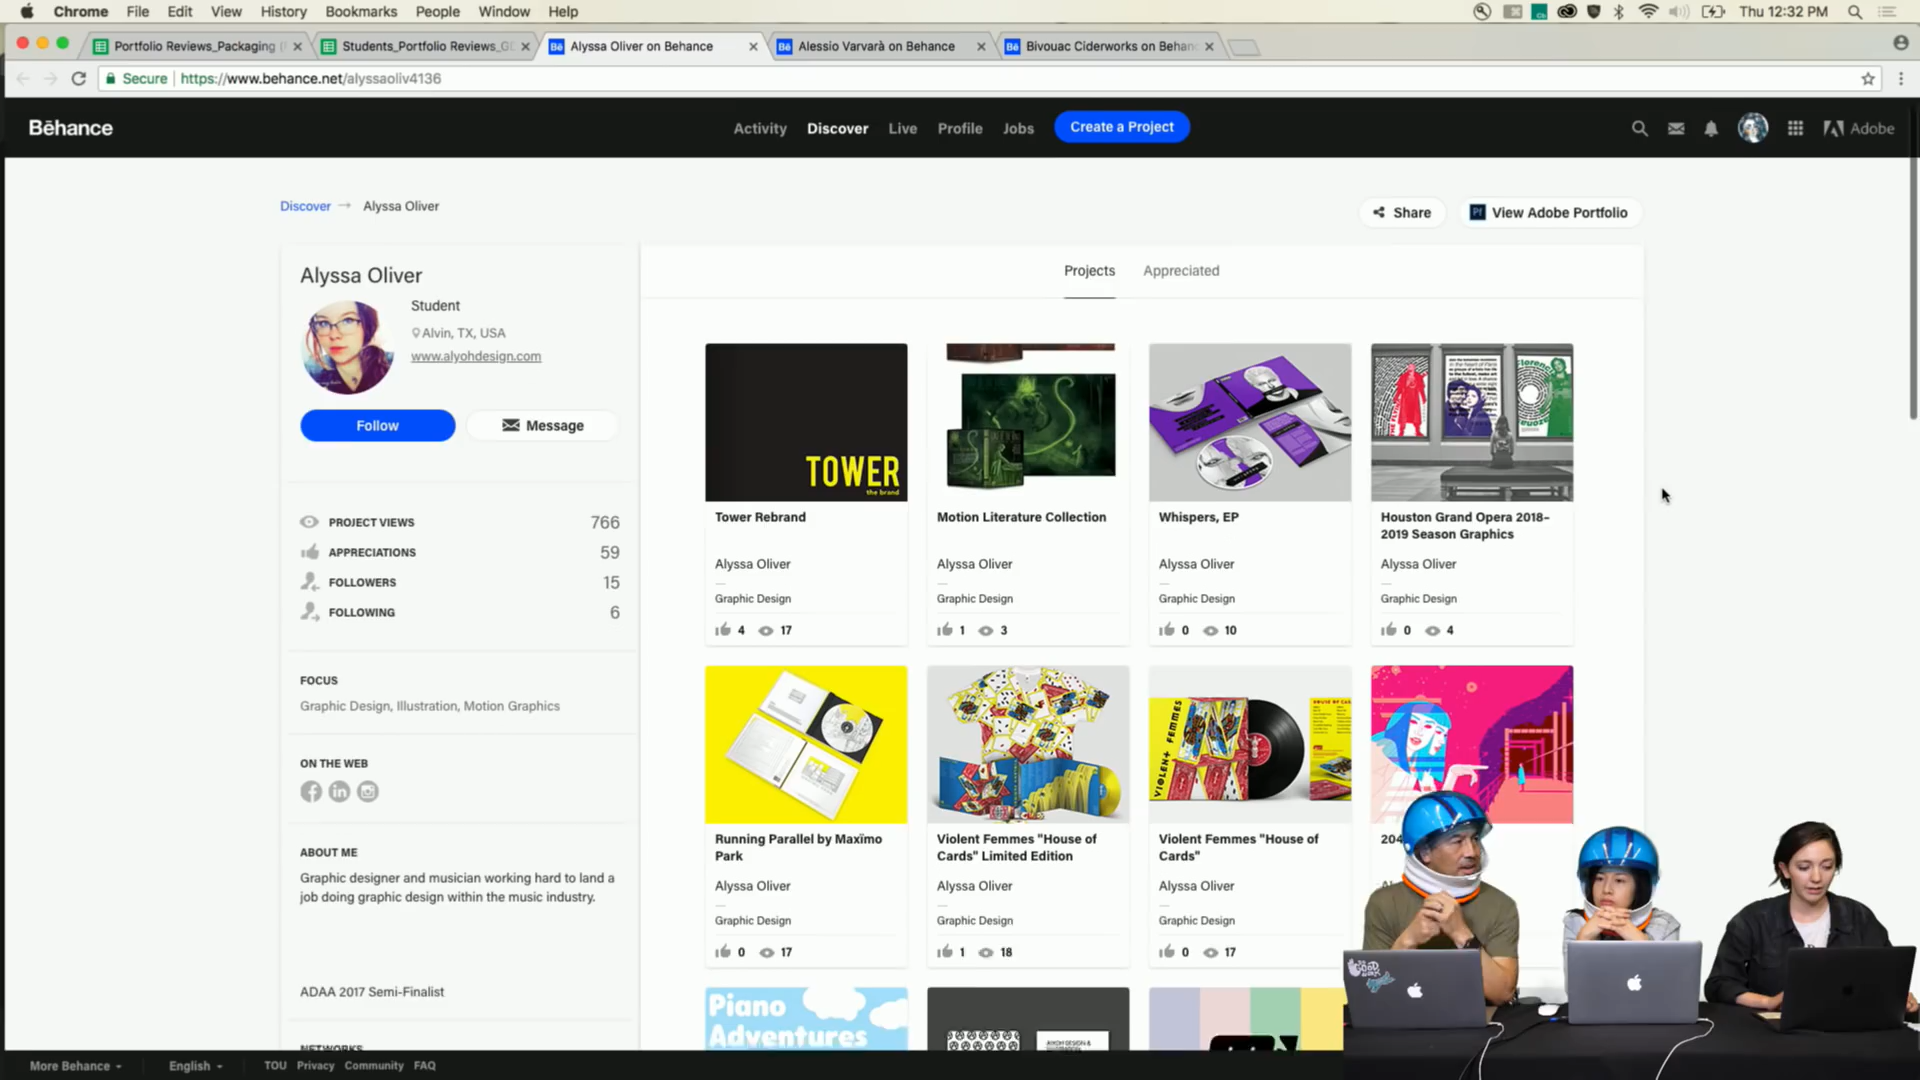 Chrome File Edit View History Bookmarks People Window Help
Thu 12:32 PM
Portfolio Reviews_Packaging
Students_Portfolio Reviews_G
Alyssa Oliver on Behance
Alessio Varvarà on Behance
Bivouac Ciderworks on Behan
Secure https://www.behance.net/alyssaoliv4136
Bēhance
Activity Discover Live Profile Jobs Create a Project
Adobe
Discover → Alyssa Oliver
Share
Pf View Adobe Portfolio
Alyssa Oliver
Student
Alvin, TX, USA
www.alyohdesign.com
Follow
Message
PROJECT VIEWS 766
APPRECIATIONS 59
FOLLOWERS 15
FOLLOWING 6
FOCUS
Graphic Design, Illustration, Motion Graphics
ON THE WEB
ABOUT ME
Graphic designer and musician working hard to land a
job doing graphic design within the music industry.
ADAA 2017 Semi-Finalist
NETWORKS
Projects Appreciated
TOWER
the brand
Tower Rebrand
Alyssa Oliver
Graphic Design
4 17
Motion Literature Collection
Alyssa Oliver
Graphic Design
1 3
Whispers, EP
Alyssa Oliver
Graphic Design
0 10
Houston Grand Opera 2018-
2019 Season Graphics
Alyssa Oliver
Graphic Design
0 4
Running Parallel by Maxïmo
Park
Alyssa Oliver
Graphic Design
0 17
Violent Femmes "House of
Cards" Limited Edition
Alyssa Oliver
Graphic Design
1 18
VIOLENT FEMMES
Violent Femmes "House of
Cards"
Alyssa Oliver
Graphic Design
0 17
204
Piano
Adventures
More Behance English TOU Privacy Community FAQ